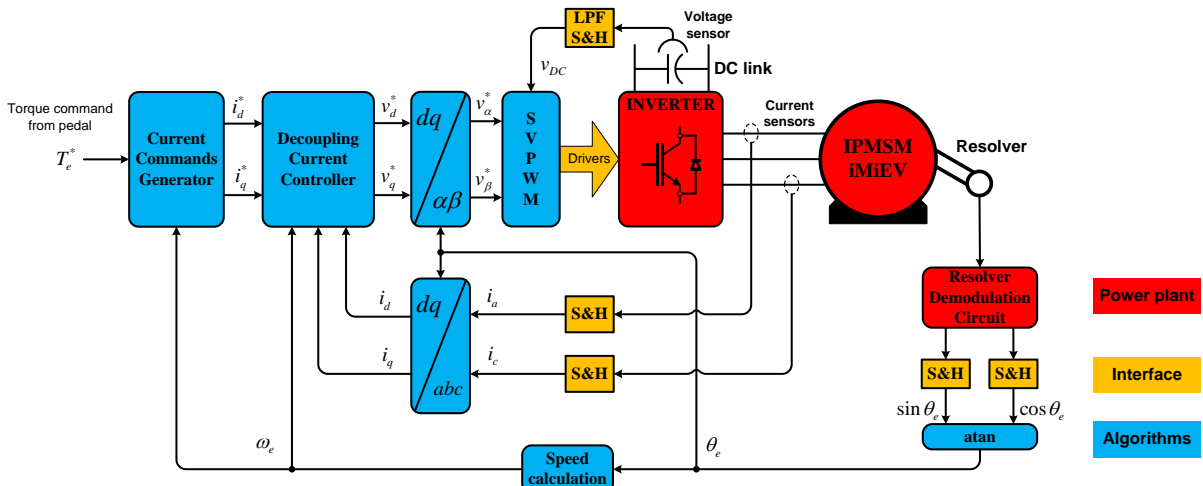 LPF
S&H
Voltage
sensor
v_{DC}
DC link
Torque command
from pedal
T_e^*
Current
Commands
Generator
i_d^*
i_q^*
Decoupling
Current
Controller
v_d^*
v_q^*
dq
αβ
v_α^*
v_β^*
S
V
P
W
M
Drivers
INVERTER
Current
sensors
IPMSM
iMiEV
Resolver
dq
abc
i_d
i_q
i_a
i_c
S&H
S&H
Resolver
Demodulation
Circuit
S&H
S&H
sin θ_e
cos θ_e
atan
ω_e
Speed
calculation
θ_e
Power plant
Interface
Algorithms